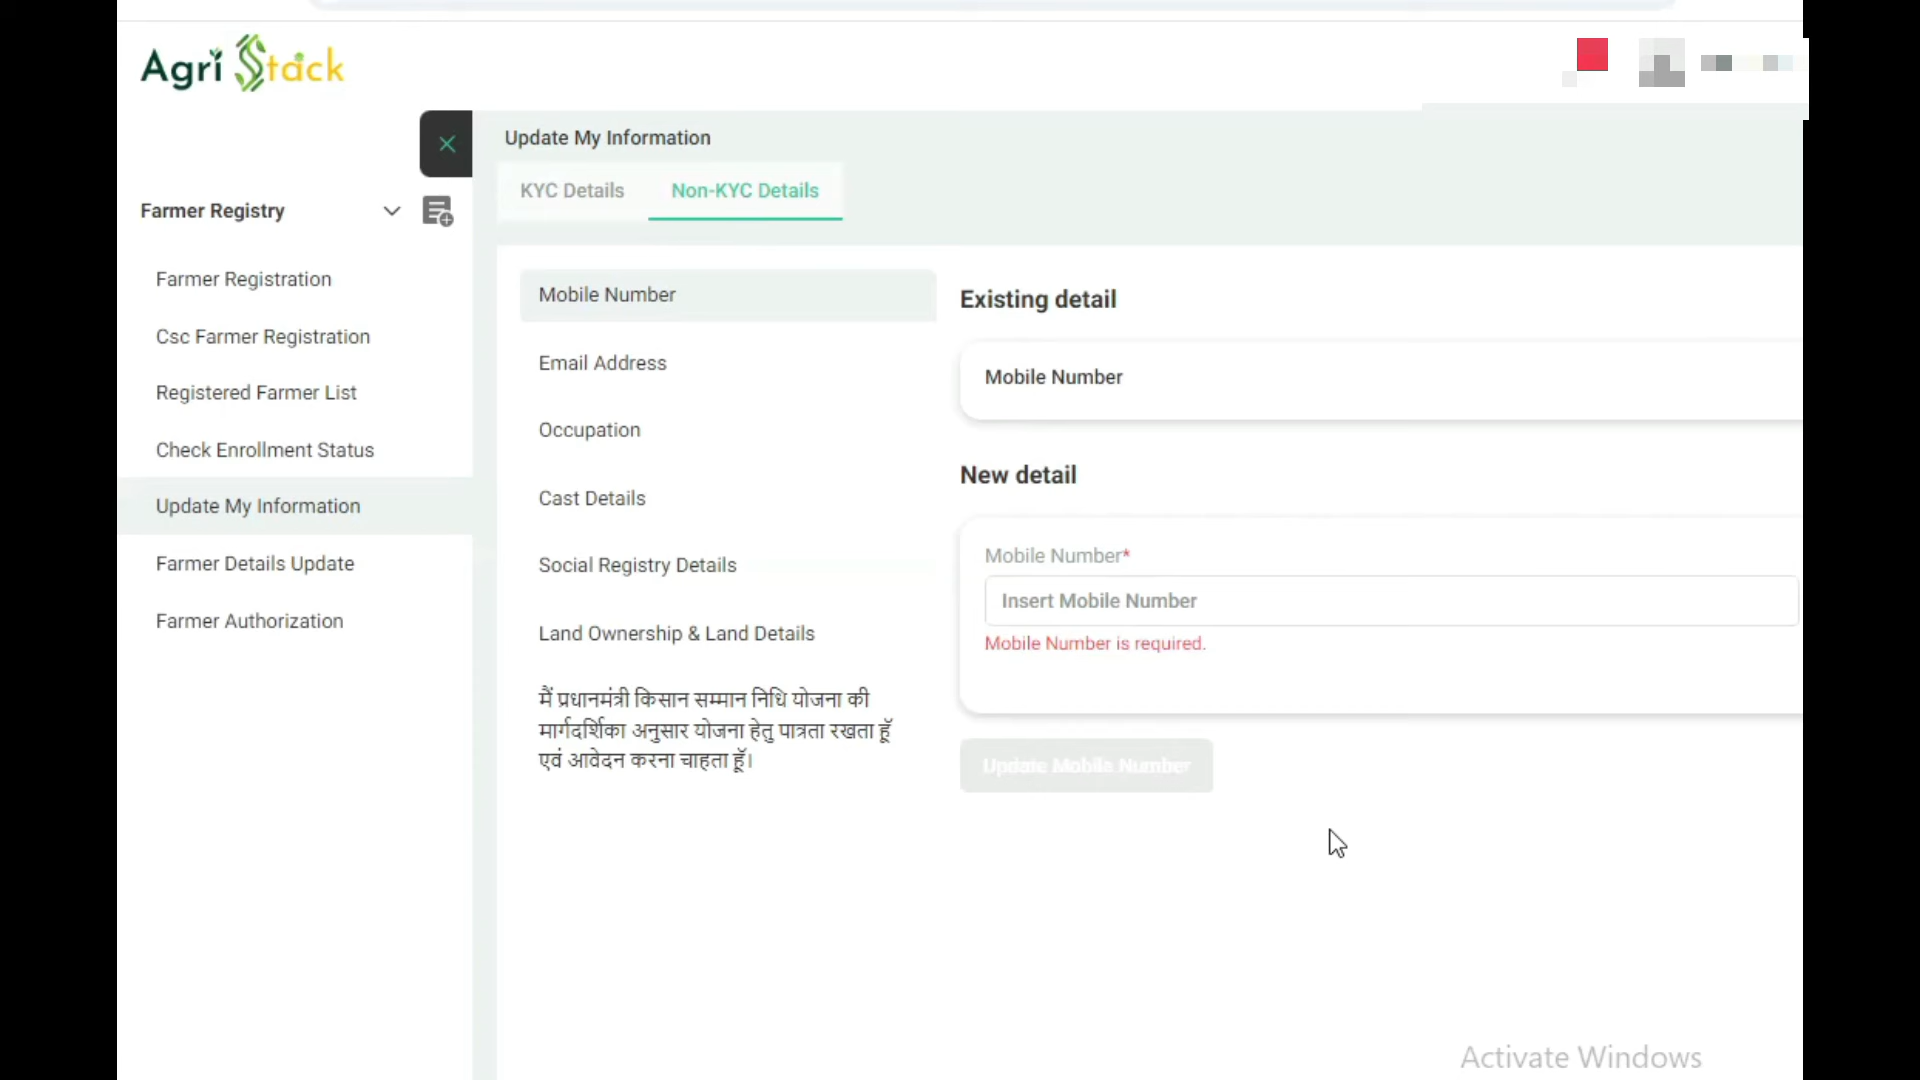 Agri Stack
Update My Information
KYC Details
Non-KYC Details
Farmer Registry
Farmer Registration
Csc Farmer Registration
Registered Farmer List
Check Enrollment Status
Update My Information
Farmer Details Update
Farmer Authorization
Mobile Number
Email Address
Occupation
Cast Details
Social Registry Details
Land Ownership & Land Details
मैं प्रधानमंत्री किसान सम्मान निधि योजना की
मार्गदर्शिका अनुसार योजना हेतु पात्रता रखता हूॅं
एवं आवेदन करना चाहता हूॅं।
Existing detail
Mobile Number
New detail
Mobile Number*
Insert Mobile Number
Mobile Number is required.
Update Mobile Number
Activate Windows